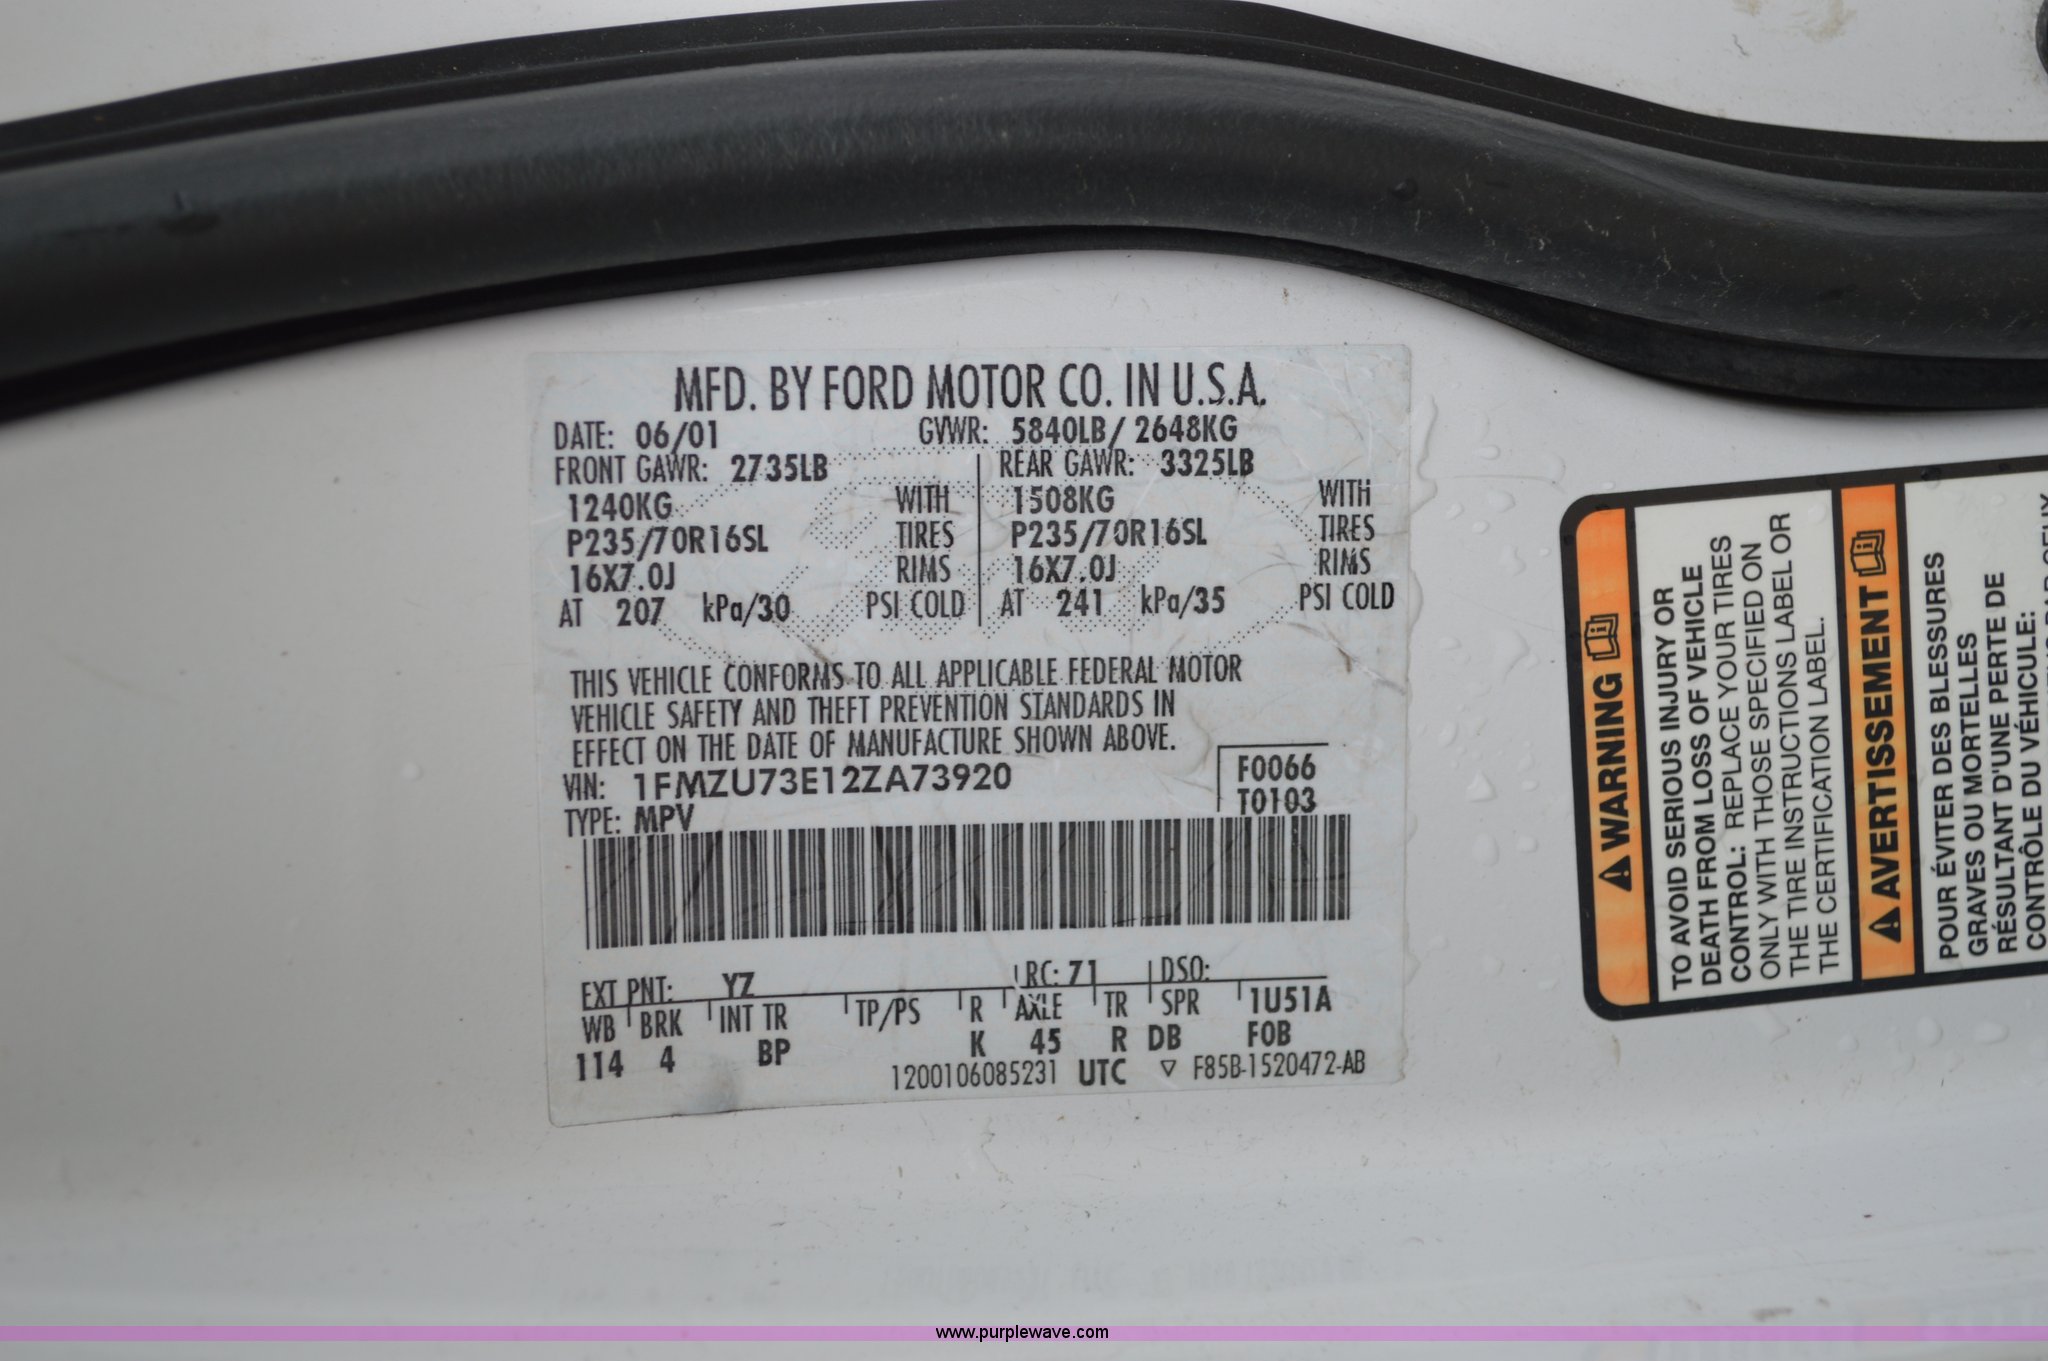 MFD. BY FORD MOTOR CO. IN U.S.A.
DATE: 06/01 GVWR: 5840LB/ 2648KG
FRONT GAWR: 2735LB REAR GAWR: 3325LB
1240KG WITH 1508KG WITH
P235/70R16SL TIRES P235/70R16SL TIRES
16X7.0J RIMS 16X7.0J RIMS
AT 207 kPa/30 PSI COLD AT 241 kPa/35 PSI COLD
THIS VEHICLE CONFORMS TO ALL APPLICABLE FEDERAL MOTOR
VEHICLE SAFETY AND THEFT PREVENTION STANDARDS IN
EFFECT ON THE DATE OF MANUFACTURE SHOWN ABOVE.
VIN: 1FMZU73E12ZA73920 F0066
TYPE: MPV T0103
EXT PNT: YZ RC: 71 DSO:
WB BRK INT TR TP/PS R AXLE TR SPR 1U51A
114 4 BP K 45 R DB FOB
1200106085231 UTC ▽ F85B-1520472-AB
⚠ WARNING
TO AVOID SERIOUS INJURY OR
DEATH FROM LOSS OF VEHICLE
CONTROL: REPLACE YOUR TIRES
ONLY WITH THOSE SPECIFIED ON
THE TIRE INSTRUCTIONS LABEL OR
THE CERTIFICATION LABEL.
⚠ AVERTISSEMENT
POUR ÉVITER DES BLESSURES
GRAVES OU MORTELLES
RÉSULTANT D'UNE PERTE DE
CONTRÔLE DU VÉHICULE:
www.purplewave.com